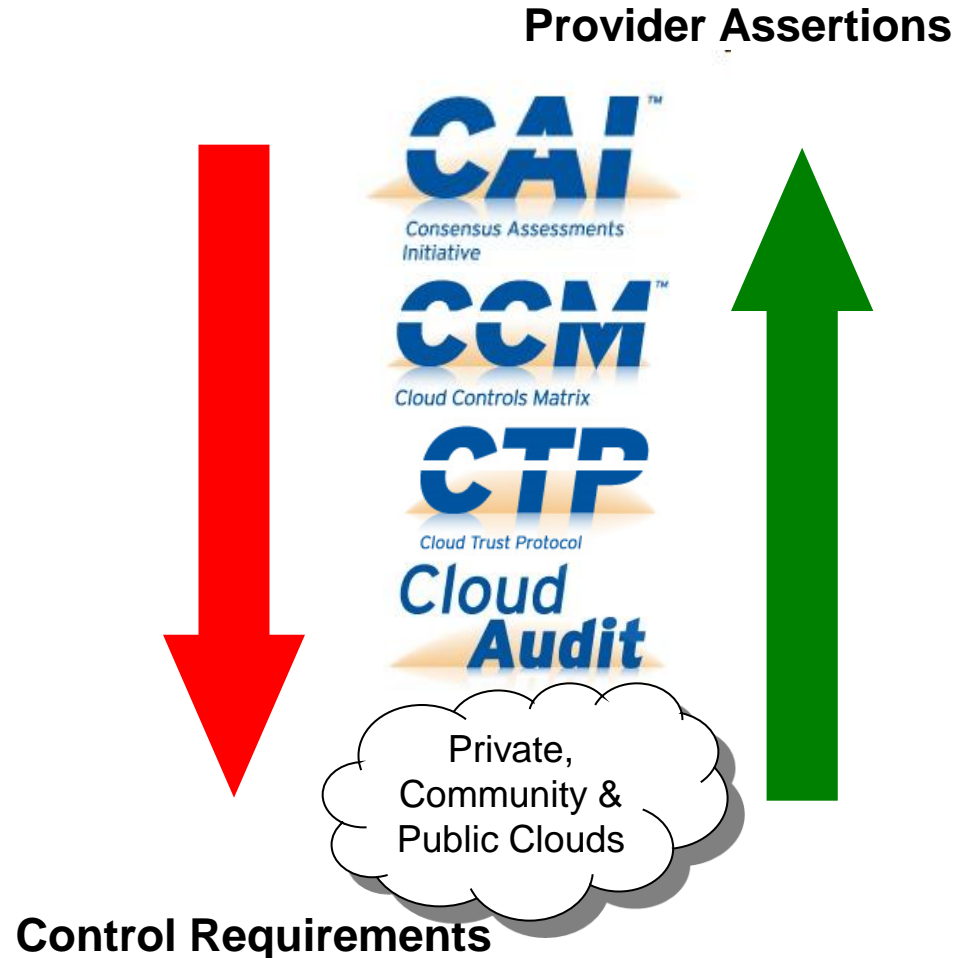 Provider Assertions
CAI™
Consensus Assessments
Initiative
CCM™
Cloud Controls Matrix
CTP
Cloud Trust Protocol
Cloud
Audit
Private,
Community &
Public Clouds
Control Requirements